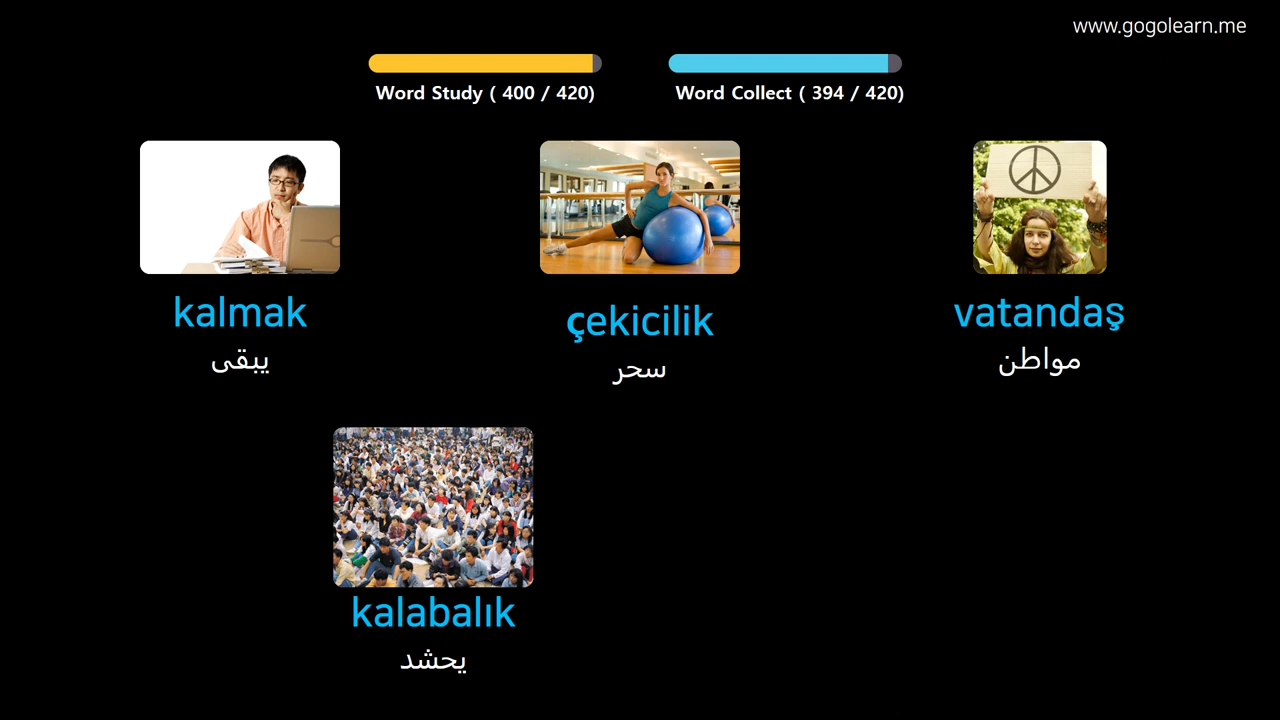 www.gogolearn.me
Word Study ( 400 / 420)
Word Collect ( 394 / 420)
kalmak
يبقى
çekicilik
سحر
vatandaş
مواطن
kalabalık
يحشد